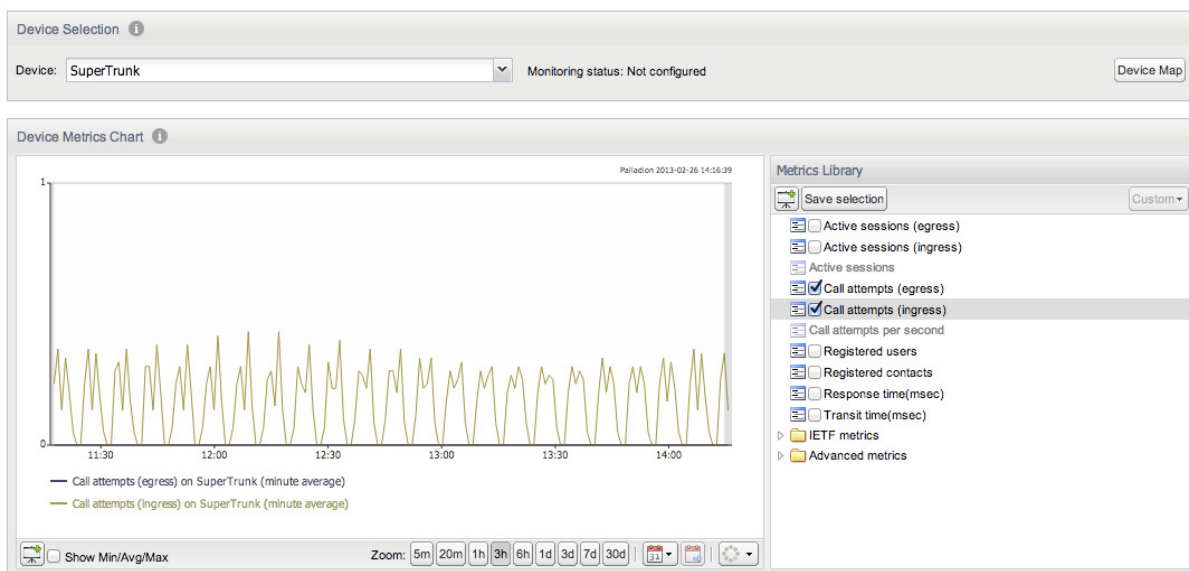 Device Selection i
Device: SuperTrunk Monitoring status: Not configured Device Map
Device Metrics Chart i
Palladion 2013-02-26 14:16:39
1
0
11:30 12:00 12:30 13:00 13:30 14:00
Call attempts (egress) on SuperTrunk (minute average)
Call attempts (ingress) on SuperTrunk (minute average)
Show Min/Avg/Max Zoom: 5m 20m 1h 3h 6h 1d 3d 7d 30d 31
Metrics Library
Save selection Custom
Active sessions (egress)
Active sessions (ingress)
Active sessions
Call attempts (egress)
Call attempts (ingress)
Call attempts per second
Registered users
Registered contacts
Response time(msec)
Transit time(msec)
IETF metrics
Advanced metrics